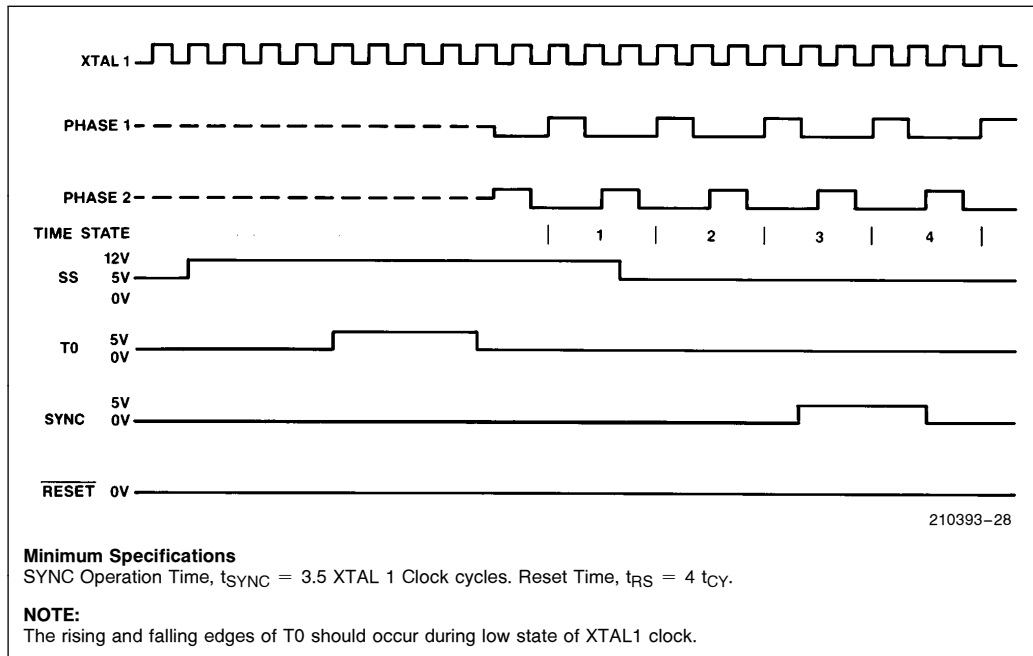 XTAL 1
PHASE 1
PHASE 2
TIME STATE | 1 | 2 | 3 | 4 |
12V
SS 5V
0V
5V
T0 0V
5V
SYNC 0V
RESET 0V
210393–28
Minimum Specifications
SYNC Operation Time, tSYNC = 3.5 XTAL 1 Clock cycles. Reset Time, tRS = 4 tCY.
NOTE:
The rising and falling edges of T0 should occur during low state of XTAL1 clock.